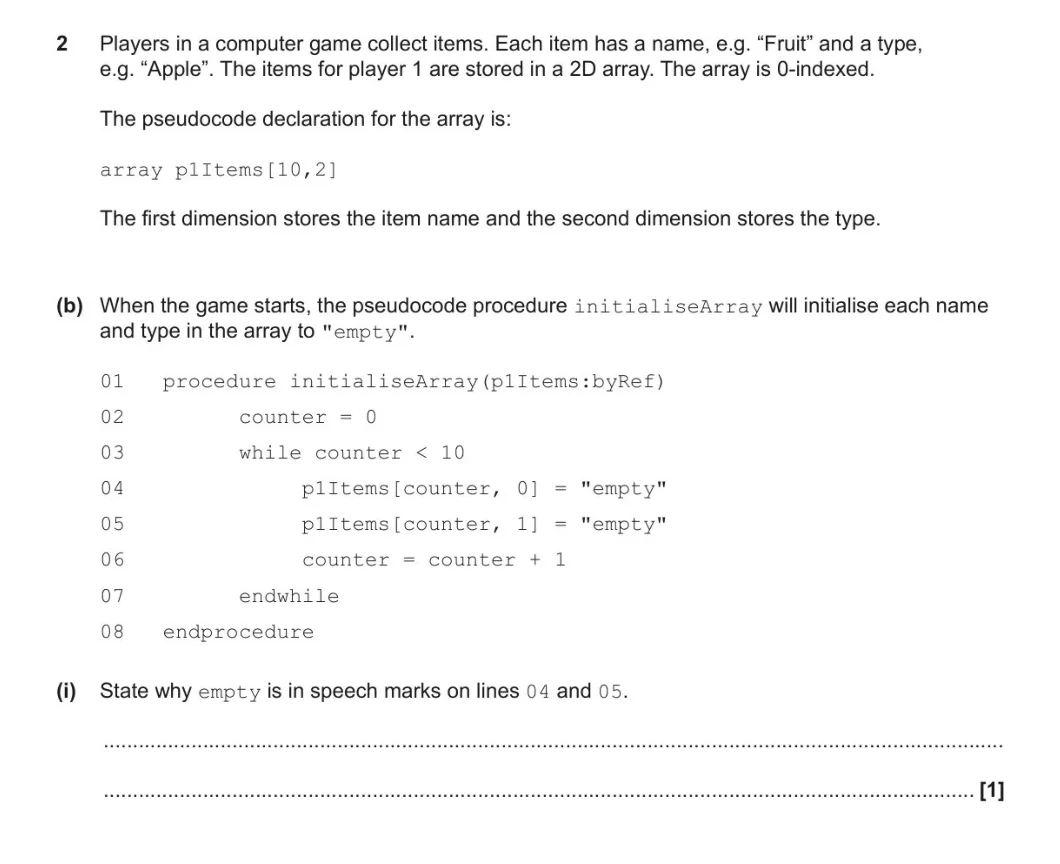 2 Players in a computer game collect items. Each item has a name, e.g. “Fruit” and a type,
e.g. “Apple”. The items for player 1 are stored in a 2D array. The array is 0-indexed.
The pseudocode declaration for the array is:
array p1Items[10,2]
The first dimension stores the item name and the second dimension stores the type.
(b) When the game starts, the pseudocode procedure initialiseArray will initialise each name
and type in the array to "empty".
01 procedure initialiseArray(p1Items:byRef)
02 counter = 0
03 while counter < 10
04 p1Items[counter, 0] = "empty"
05 p1Items[counter, 1] = "empty"
06 counter = counter + 1
07 endwhile
08 endprocedure
(i) State why empty is in speech marks on lines 04 and 05.
[1]